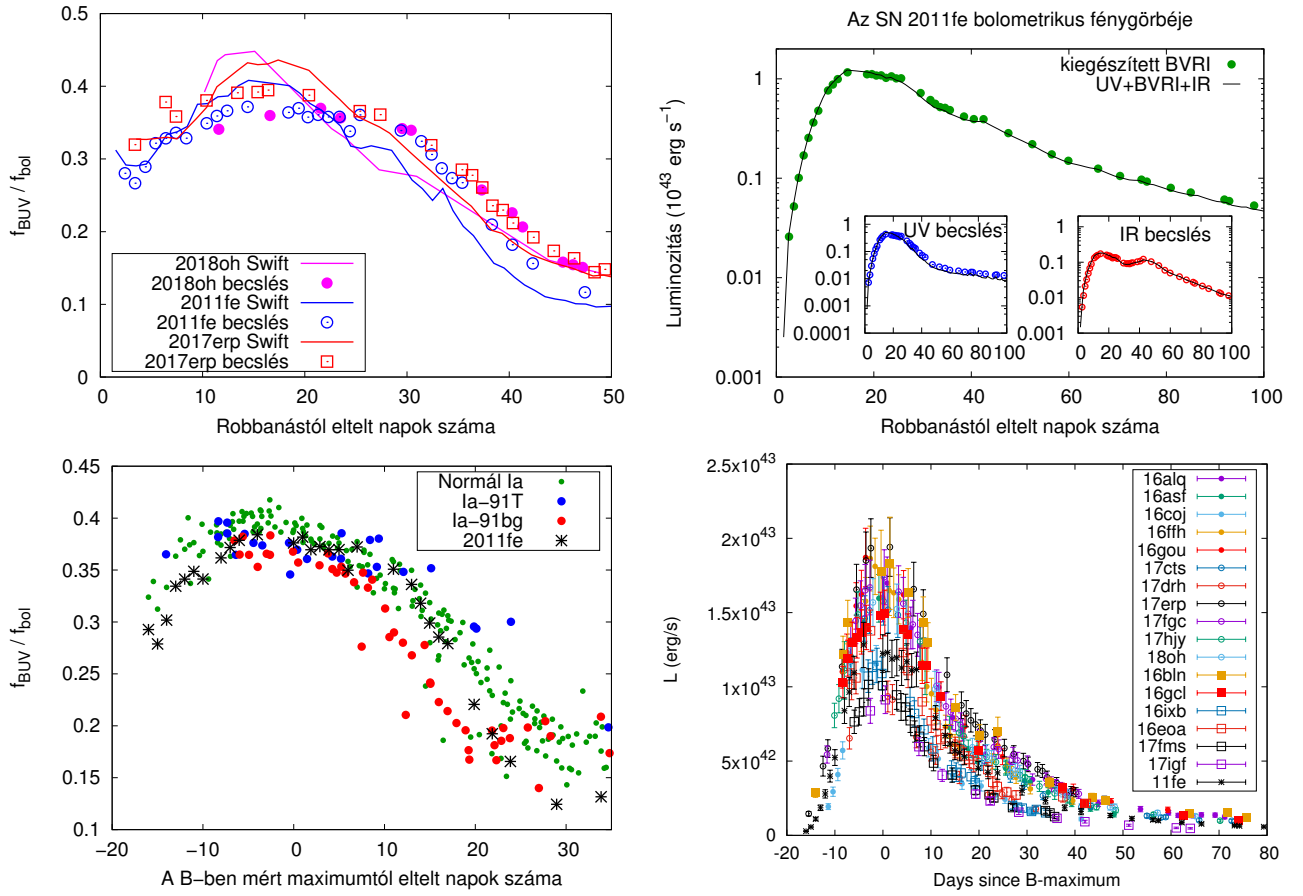 0.5
0.4
0.3
0.2
0.1
0
f_BUV / f_bol
2018oh Swift
2018oh becslés
2011fe Swift
2011fe becslés
2017erp Swift
2017erp becslés
0 10 20 30 40 50
Robbanástól eltelt napok száma
Az SN 2011fe bolometrikus fénygörbéje
kiegészített BVRI
UV+BVRI+IR
1
0.1
0.01
0.001
Luminozitás (10^43 erg s^−1)
UV becslés
1
0.1
0.01
0.001
0.0001
0 20 40 60 80 100
IR becslés
1
0.1
0.01
0.001
0 20 40 60 80 100
0 20 40 60 80 100
Robbanástól eltelt napok száma
0.45
0.4
0.35
0.3
0.25
0.2
0.15
0.1
f_BUV / f_bol
Normál Ia
Ia−91T
Ia−91bg
2011fe
−20 −10 0 10 20 30
A B−ben mért maximumtól eltelt napok száma
2.5x10^43
2x10^43
1.5x10^43
1x10^43
5x10^42
0
L (erg/s)
16alq
16asf
16coj
16ffh
16gou
17cts
17drh
17erp
17fgc
17hjy
18oh
16bln
16gcl
16ixb
16eoa
17fms
17igf
11fe
-20 -10 0 10 20 30 40 50 60 70 80
Days since B-maximum